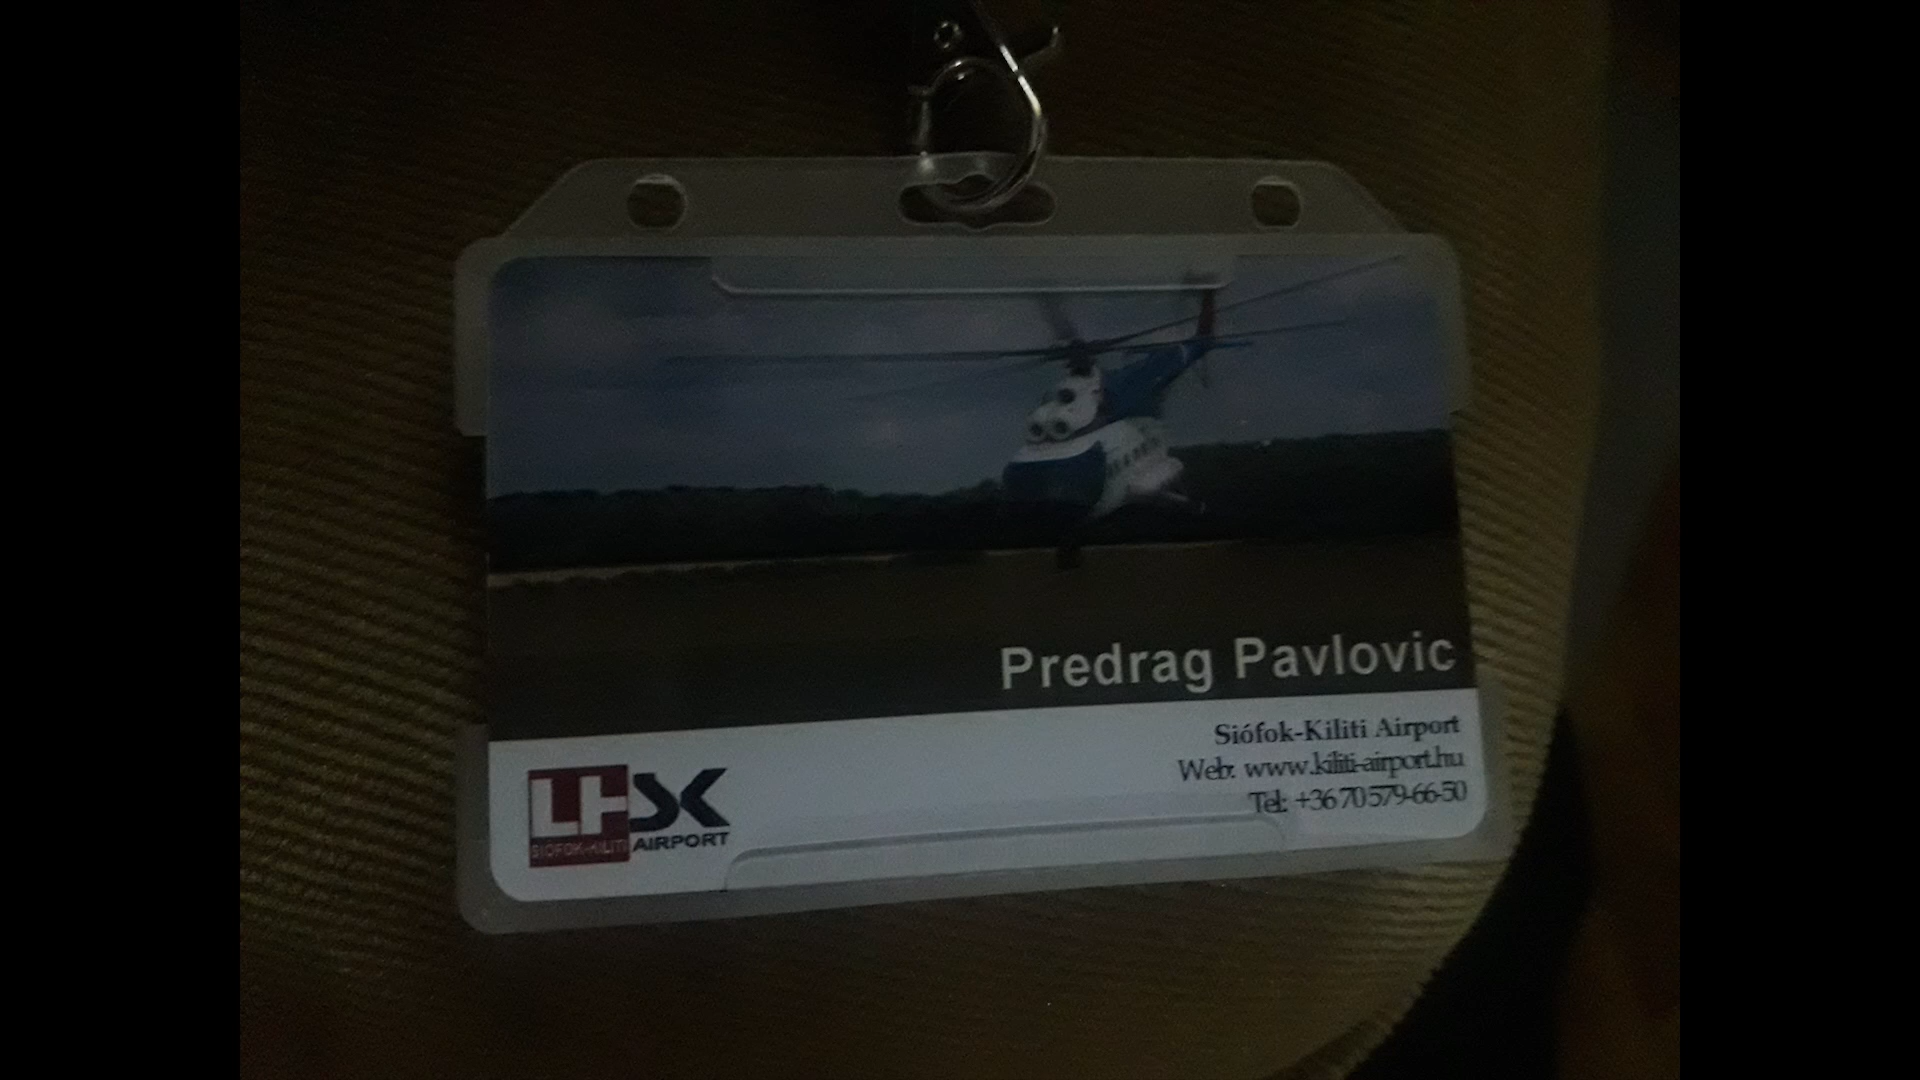 Predrag Pavlovic
Siófok-Kiliti Airport
Web: www.kiliti-airport.hu
Tel: +36 70 579-66-50
LHSK
SIÓFOK-KILITI AIRPORT